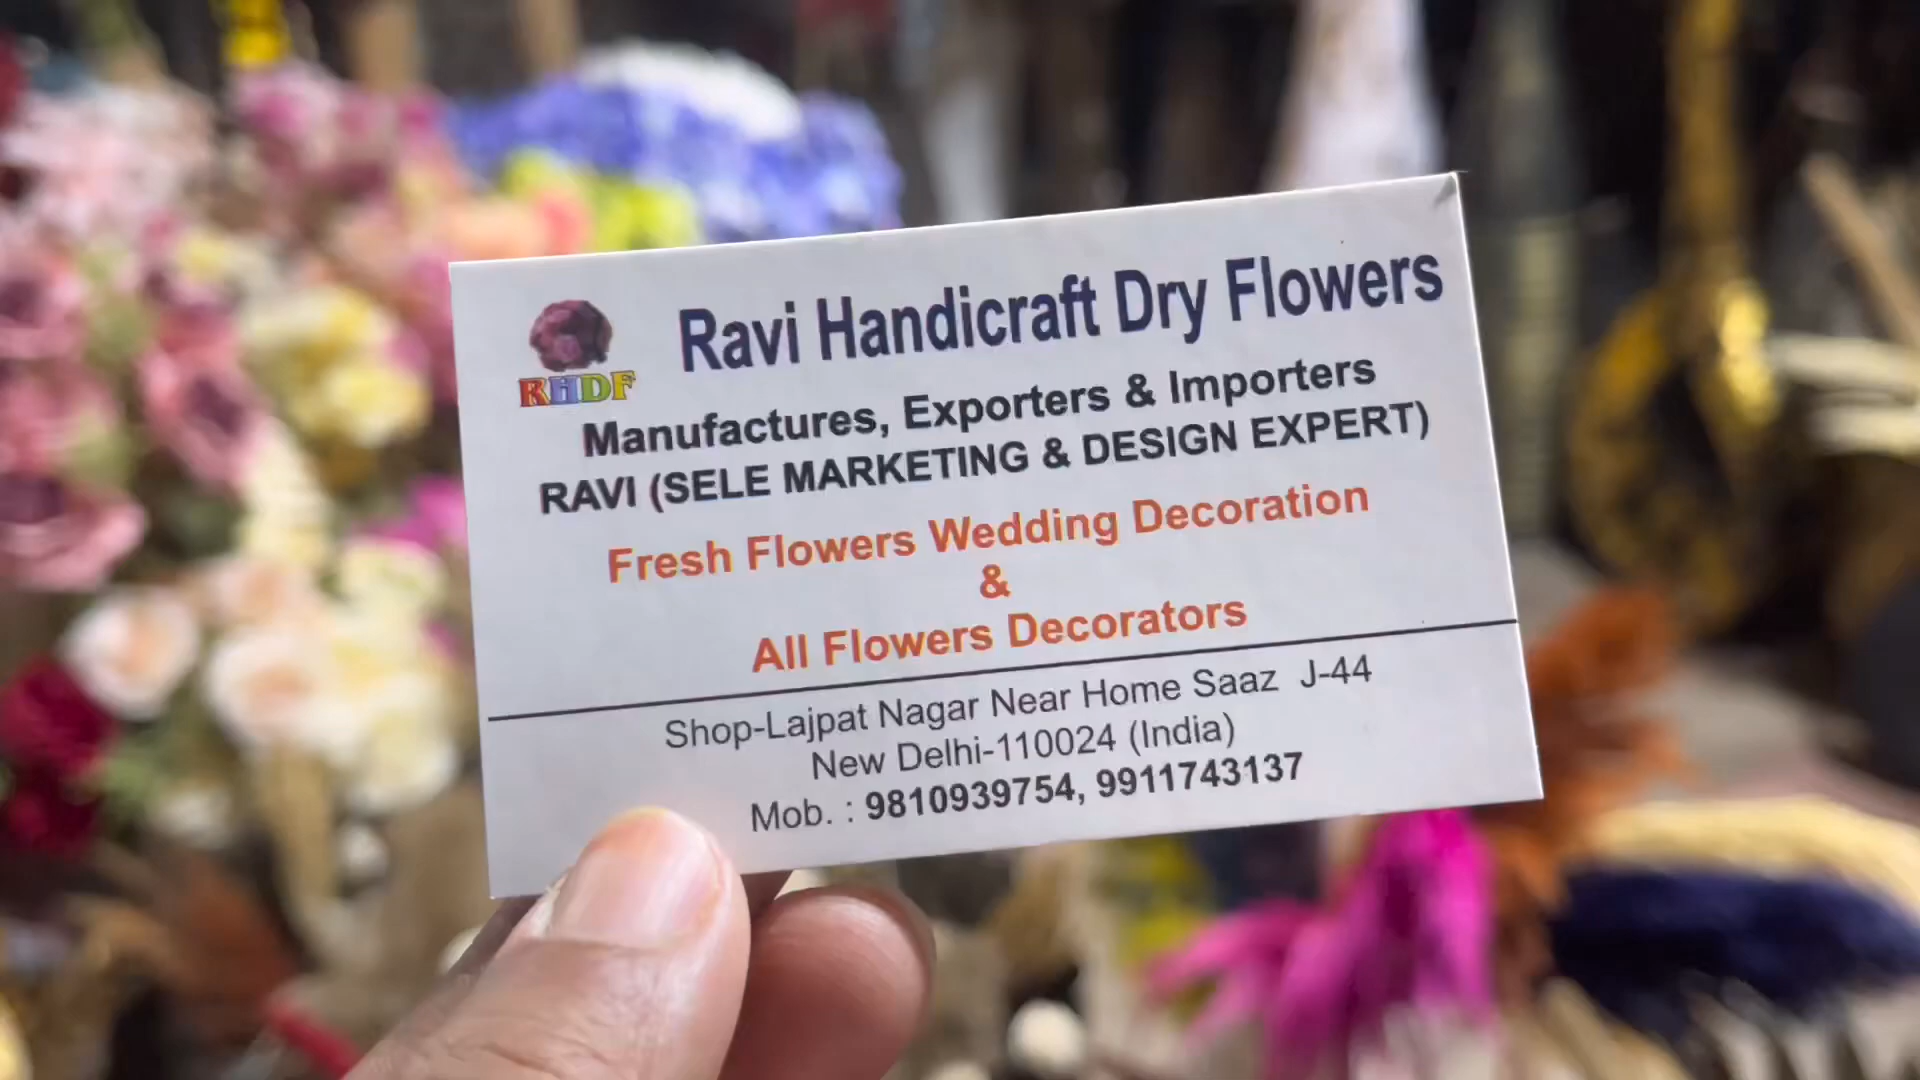 Ravi Handicraft Dry Flowers
RHDF
Manufactures, Exporters & Importers
RAVI (SELE MARKETING & DESIGN EXPERT)
Fresh Flowers Wedding Decoration
&
All Flowers Decorators
Shop-Lajpat Nagar Near Home Saaz J-44
New Delhi-110024 (India)
Mob. : 9810939754, 9911743137